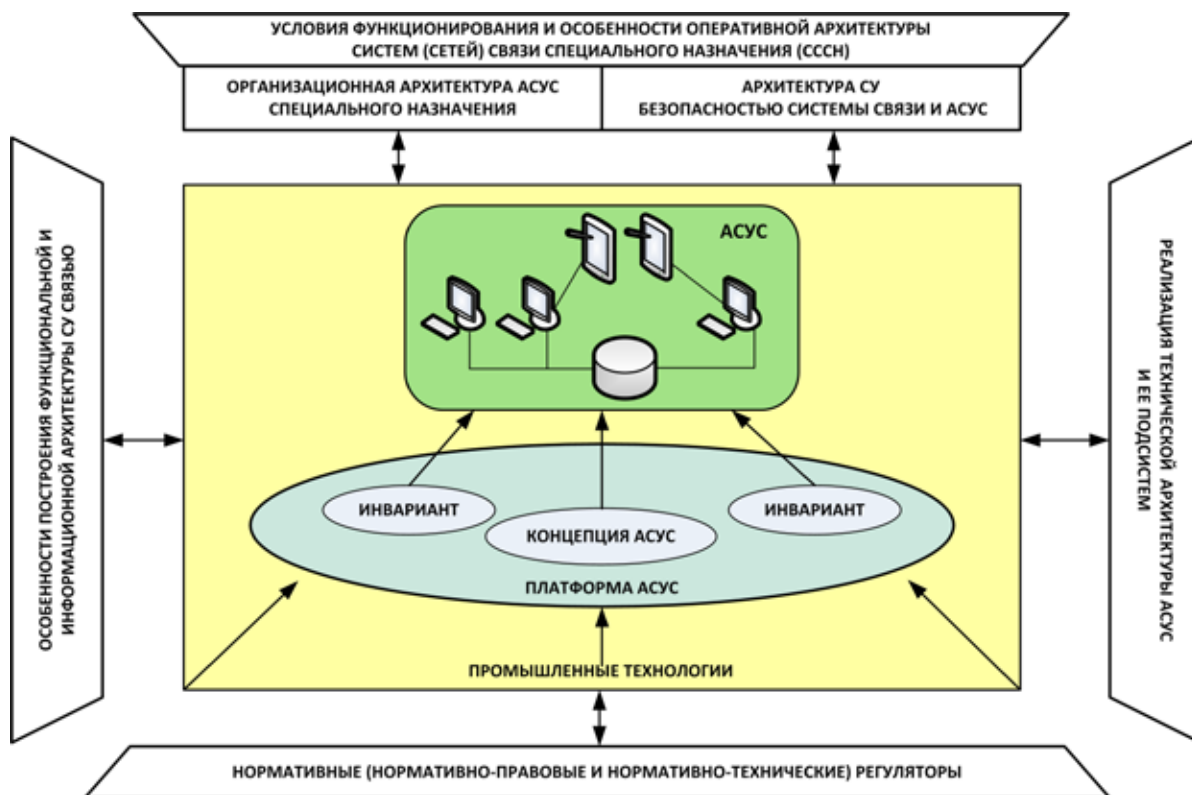 УСЛОВИЯ ФУНКЦИОНИРОВАНИЯ И ОСОБЕННОСТИ ОПЕРАТИВНОЙ АРХИТЕКТУРЫ
СИСТЕМ (СЕТЕЙ) СВЯЗИ СПЕЦИАЛЬНОГО НАЗНАЧЕНИЯ (СССН)
ОРГАНИЗАЦИОННАЯ АРХИТЕКТУРА АСУС
СПЕЦИАЛЬНОГО НАЗНАЧЕНИЯ
АРХИТЕКТУРА СУ
БЕЗОПАСНОСТЬЮ СИСТЕМЫ СВЯЗИ И АСУС
ОСОБЕННОСТИ ПОСТРОЕНИЯ ФУНКЦИОНАЛЬНОЙ И
ИНФОРМАЦИОННОЙ АРХИТЕКТУРЫ СУ СВЯЗЬЮ
АСУС
ИНВАРИАНТ
КОНЦЕПЦИЯ АСУС
ИНВАРИАНТ
ПЛАТФОРМА АСУС
ПРОМЫШЛЕННЫЕ ТЕХНОЛОГИИ
РЕАЛИЗАЦИЯ ТЕХНИЧЕСКОЙ АРХИТЕКТУРЫ АСУС
И ЕЕ ПОДСИСТЕМ
НОРМАТИВНЫЕ (НОРМАТИВНО-ПРАВОВЫЕ И НОРМАТИВНО-ТЕХНИЧЕСКИЕ) РЕГУЛЯТОРЫ